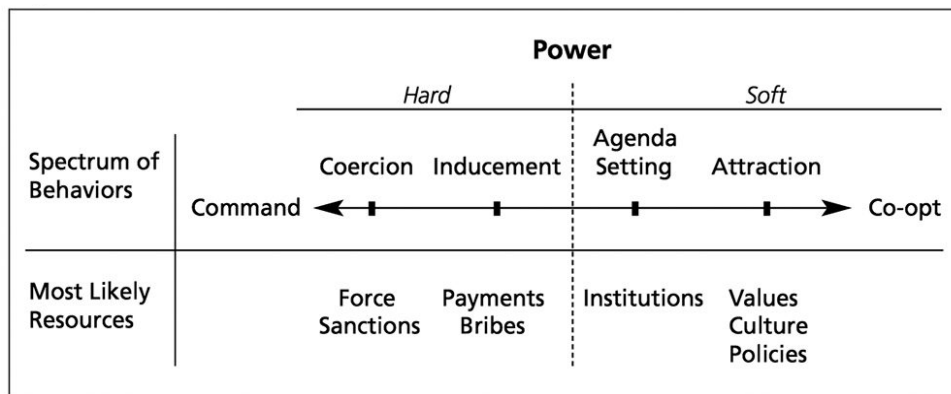 Power
Hard Soft
Spectrum of
Behaviors
Coercion Inducement Agenda
Setting Attraction
Command Co-opt
Most Likely
Resources
Force
Sanctions
Payments
Bribes
Institutions
Values
Culture
Policies